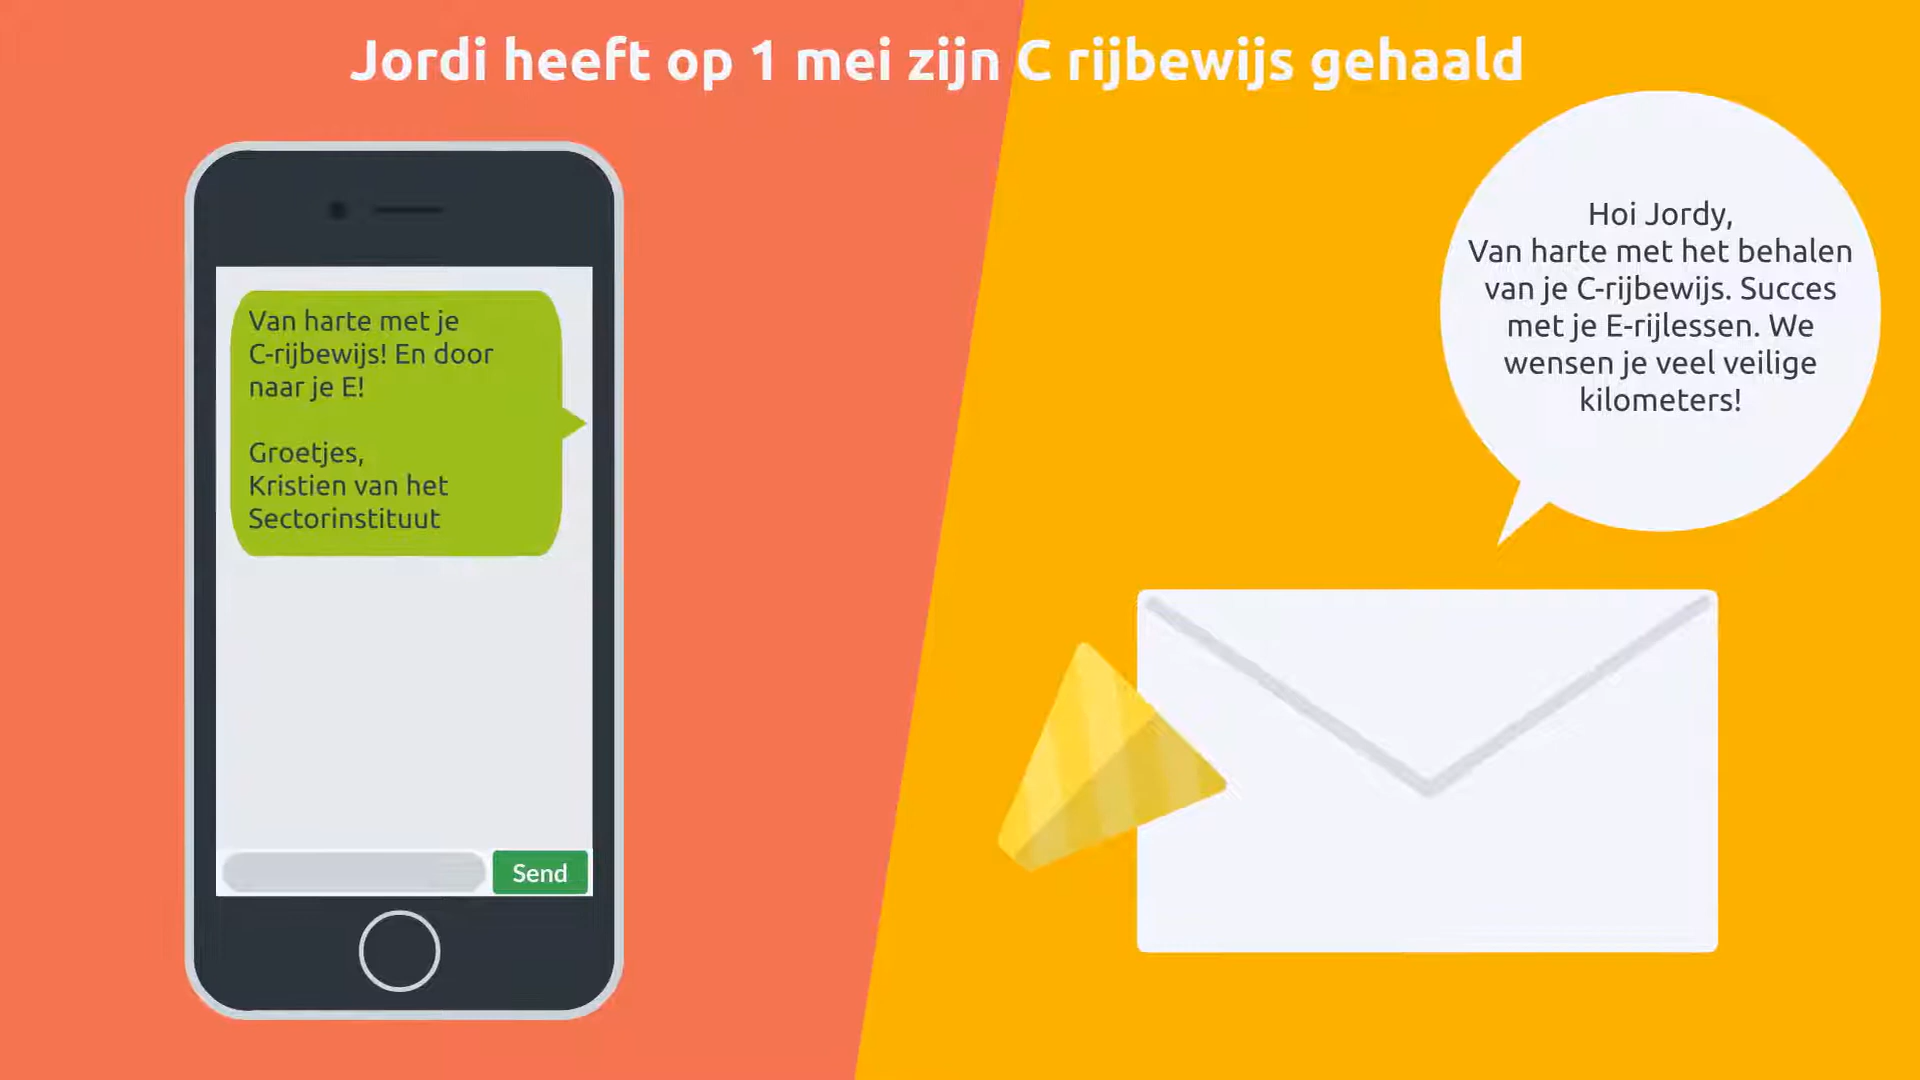 Jordi heeft op 1 mei zijn C rijbewijs gehaald
Van harte met je
C-rijbewijs! En door
naar je E!
Groetjes,
Kristien van het
Sectorinstituut
Send
Hoi Jordy,
Van harte met het behalen
van je C-rijbewijs. Succes
met je E-rijlessen. We
wensen je veel veilige
kilometers!